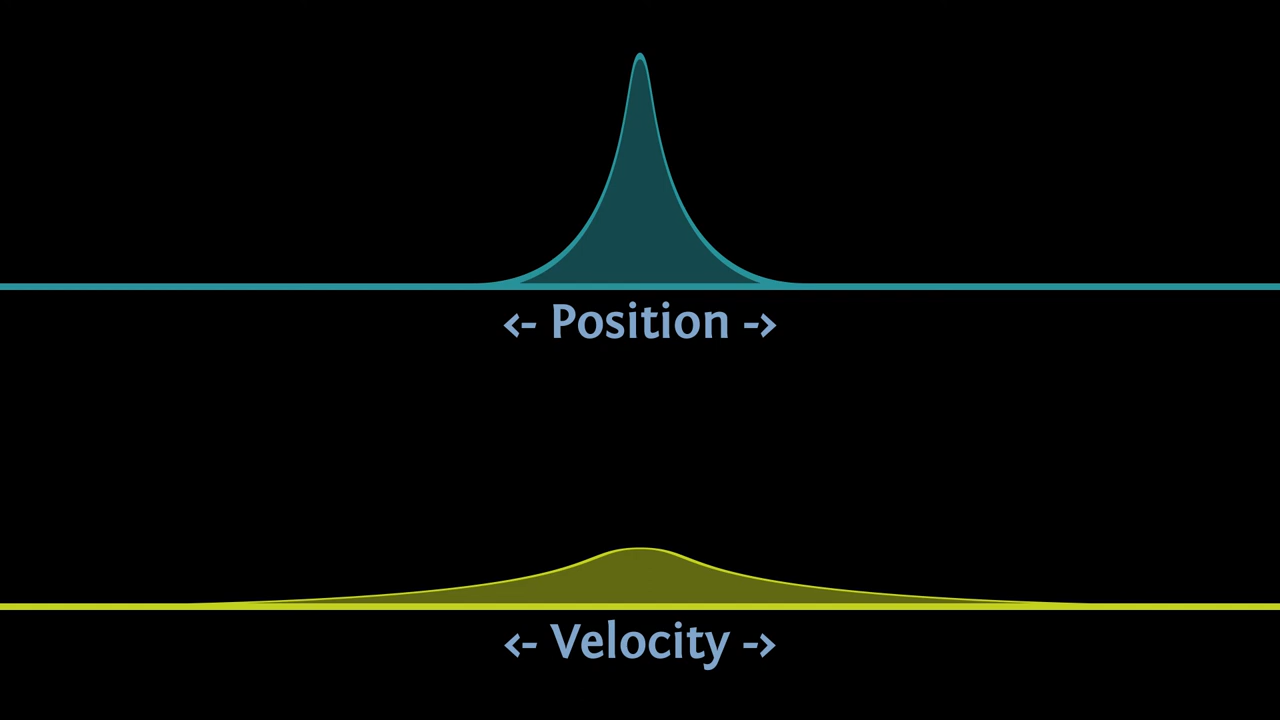 <- Position ->
<- Velocity ->